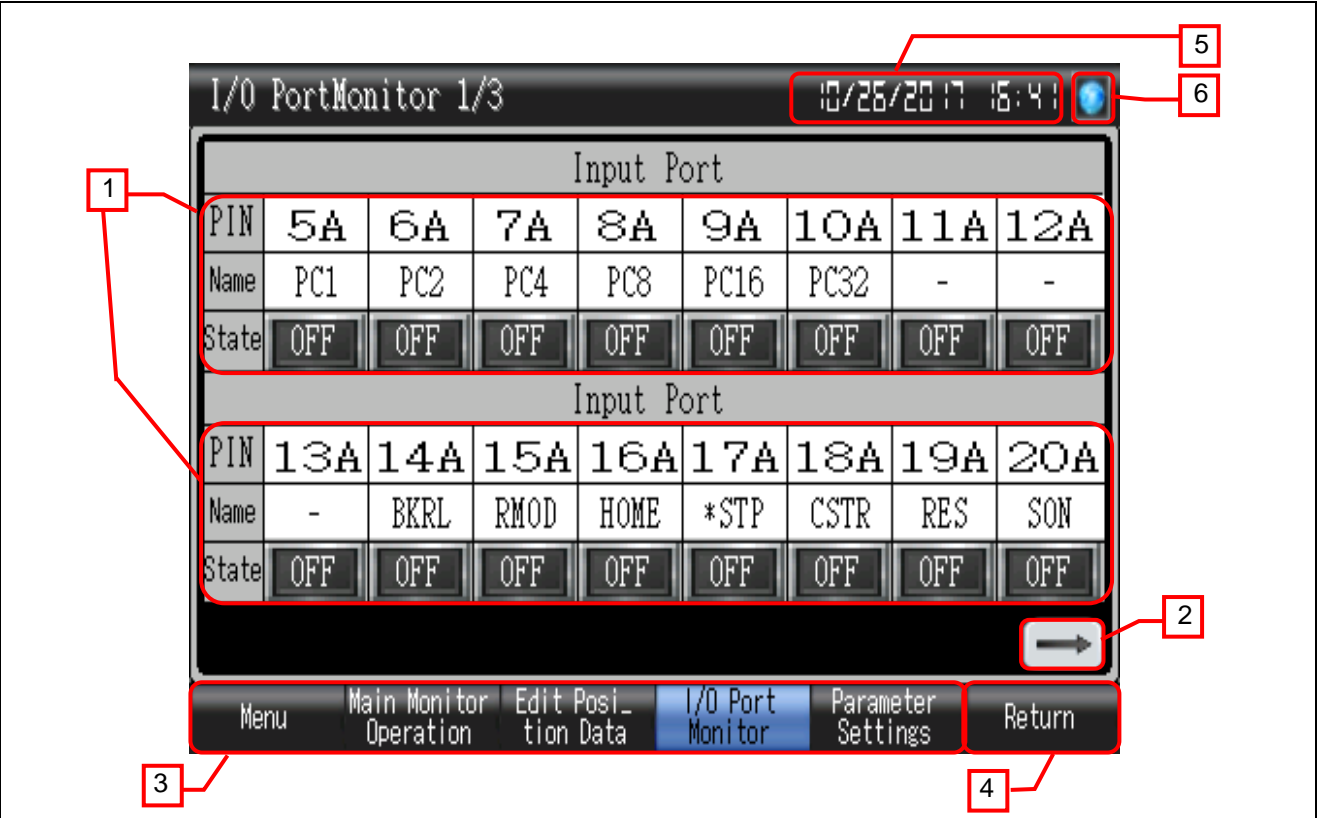 5
I/O PortMonitor 1/3 10/26/2017 16:41
6
Input Port
1
PIN 5A 6A 7A 8A 9A 10A 11A 12A
Name PC1 PC2 PC4 PC8 PC16 PC32 - -
State OFF OFF OFF OFF OFF OFF OFF OFF
Input Port
PIN 13A 14A 15A 16A 17A 18A 19A 20A
Name - BKRL RMOD HOME *STP CSTR RES SON
State OFF OFF OFF OFF OFF OFF OFF OFF
2
Menu
Main Monitor
Operation
Edit Posi_
tion Data
I/O Port
Monitor
Parameter
Settings
Return
3
4